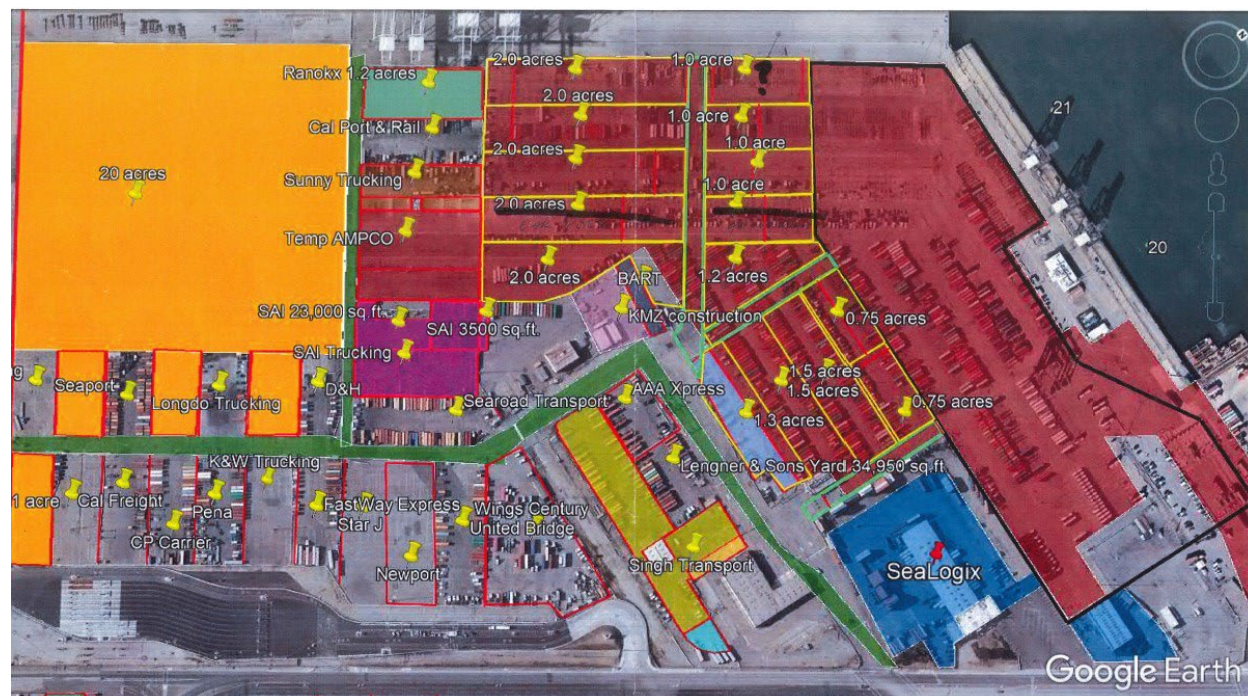 2.0 acres
1.0 acre
Ranokx 1.2 acres
2.0 acres
21
1.0 acre
Cal Port & Rail
2.0 acres
1.0 acre
20 acres
Sunny Trucking
1.0 acre
2.0 acres
Temp AMPCO
20
2.0 acres
BART
1.2 acres
SAI 23,000 sq.ft.
KMZ construction
0.75 acres
SAI 3500 sq.ft.
SAI Trucking
1.5 acres
Seaport
D&H
AAA Xpress
1.5 acres
Longdo Trucking
Searoad Transport
0.75 acres
1.3 acres
K&W Trucking
Lengner & Sons Yard 34,950 sq.ft.
1 acre
Cal Freight
FastWay Express
Wings Century
Pena
Star J
United Bridge
CP Carrier
Singh Transport
Newport
SeaLogix
Google Earth